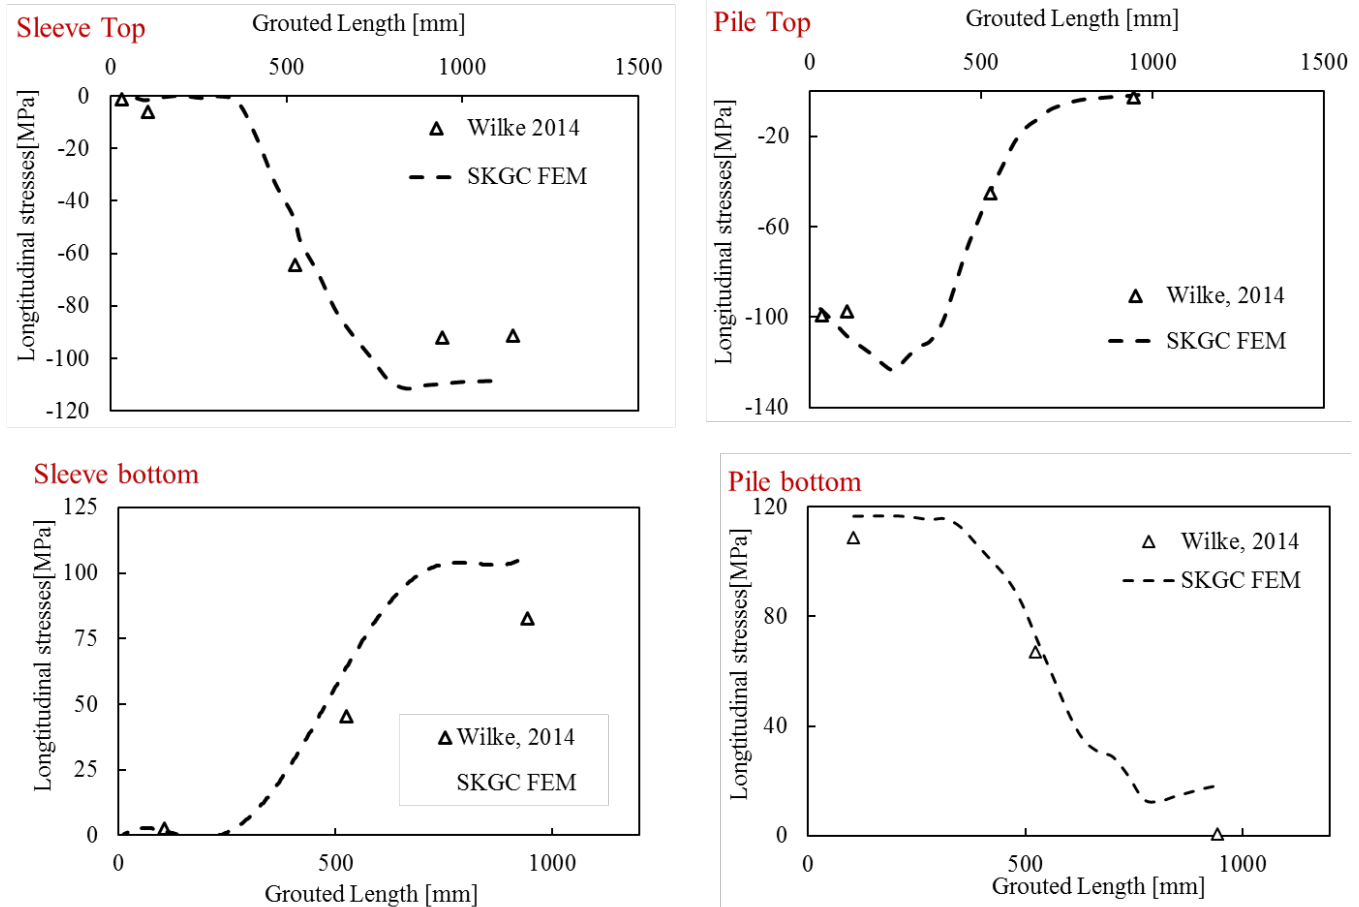 Sleeve Top
Grouted Length [mm]
0
500
1000
1500
0
-20
-40
-60
-80
-100
-120
Longtitudinal stresses[MPa]
Wilke 2014
SKGC FEM
Pile Top
Grouted Length [mm]
0
500
1000
1500
-20
-60
-100
-140
Longitudinal stresses[MPa]
Wilke, 2014
SKGC FEM
Sleeve bottom
125
100
75
50
25
0
Longtitudinal stresses[MPa]
Wilke, 2014
SKGC FEM
0
500
1000
Grouted Length [mm]
Pile bottom
120
80
40
0
Longtitudinal stresses[MPa]
Wilke, 2014
SKGC FEM
0
500
1000
Grouted Length [mm]